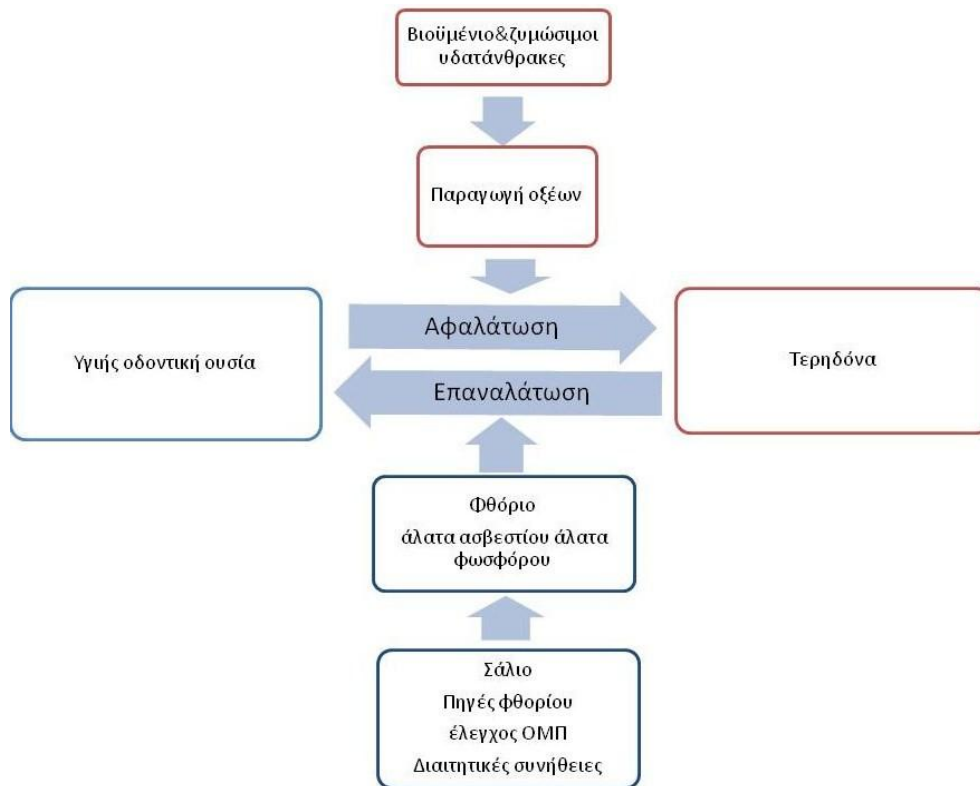 Βιοϋμένιο&ζυμώσιμοι
υδατάνθρακες
Παραγωγή οξέων
Αφαλάτωση
Υγιής οδοντική ουσία
Τερηδόνα
Επαναλάτωση
Φθόριο
άλατα ασβεστίου άλατα
φωσφόρου
Σάλιο
Πηγές φθορίου
έλεγχος ΟΜΠ
Διαιτητικές συνήθειες